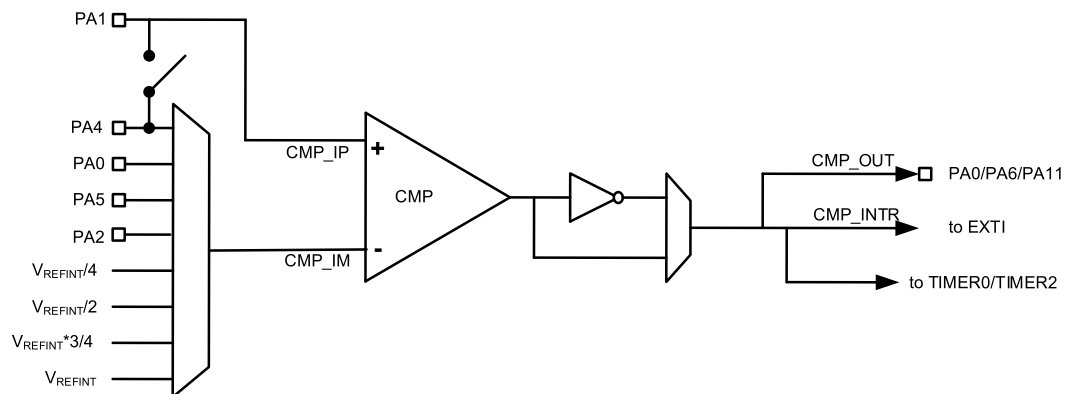 PA1
PA4
PA0
PA5
PA2
VREFINT/4
VREFINT/2
VREFINT*3/4
VREFINT
CMP_IP
+
CMP
-
CMP_IM
CMP_OUT
PA0/PA6/PA11
CMP_INTR
to EXTI
to TIMER0/TIMER2